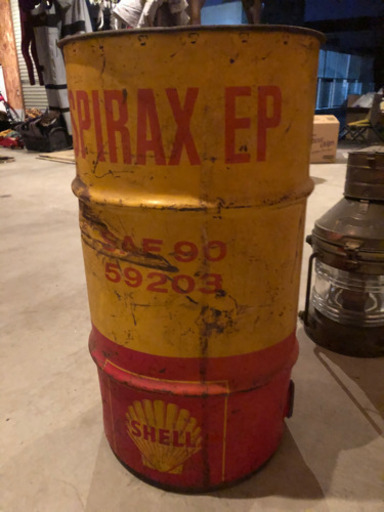 SPIRAX EP
SAE 90
59203
SHELL